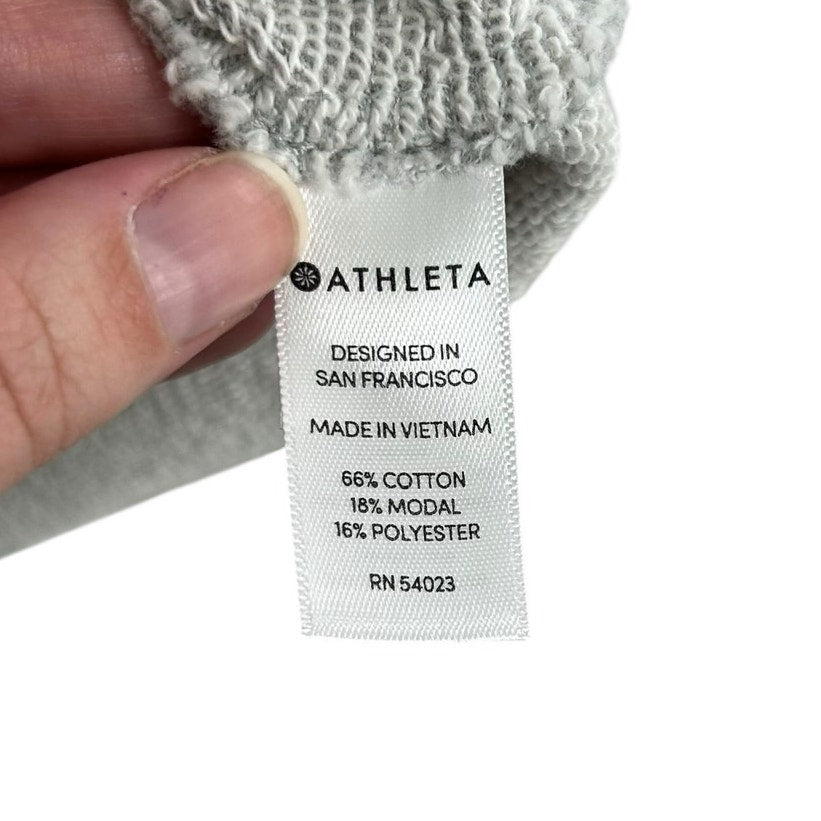 ATHLETA
DESIGNED IN
SAN FRANCISCO
MADE IN VIETNAM
66% COTTON
18% MODAL
16% POLYESTER
RN 54023